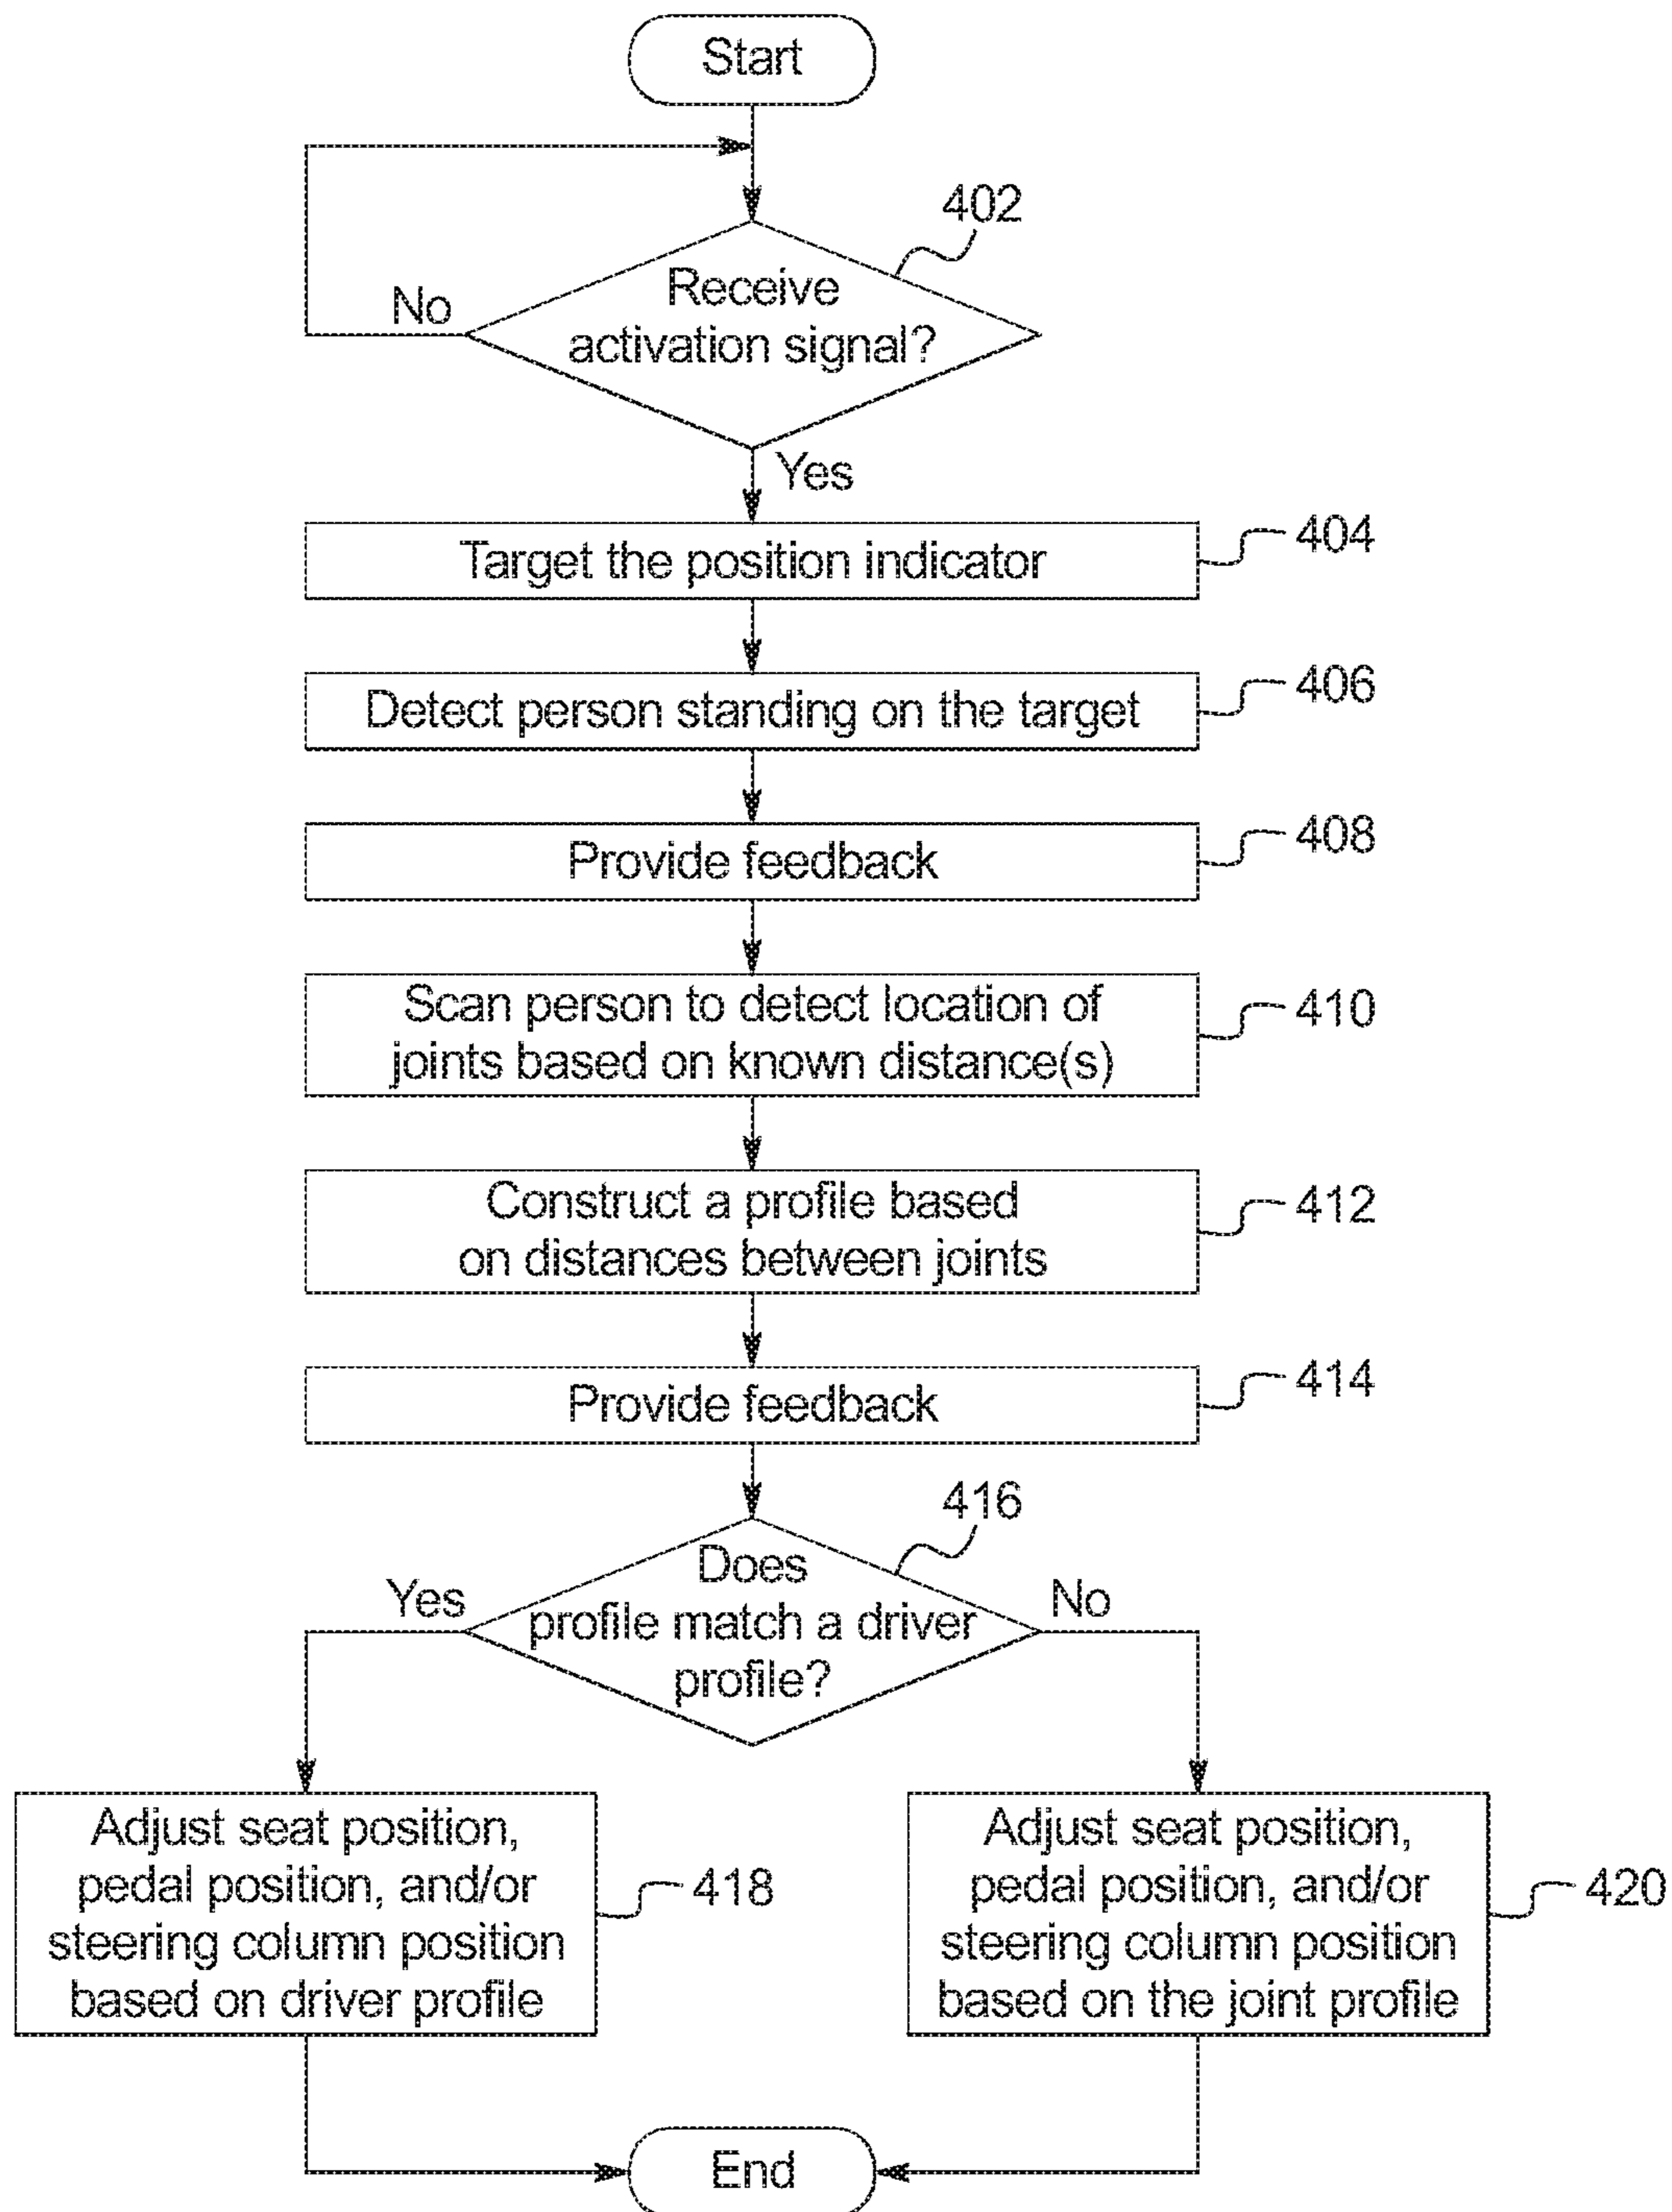 Start
402
Receive
activation signal?
No
Yes
Target the position indicator
404
Detect person standing on the target
406
Provide feedback
408
Scan person to detect location of
joints based on known distance(s)
410
Construct a profile based
on distances between joints
412
Provide feedback
414
416
Does
profile match a driver
profile?
Yes
No
Adjust seat position,
pedal position, and/or
steering column position
based on driver profile
418
Adjust seat position,
pedal position, and/or
steering column position
based on the joint profile
420
End